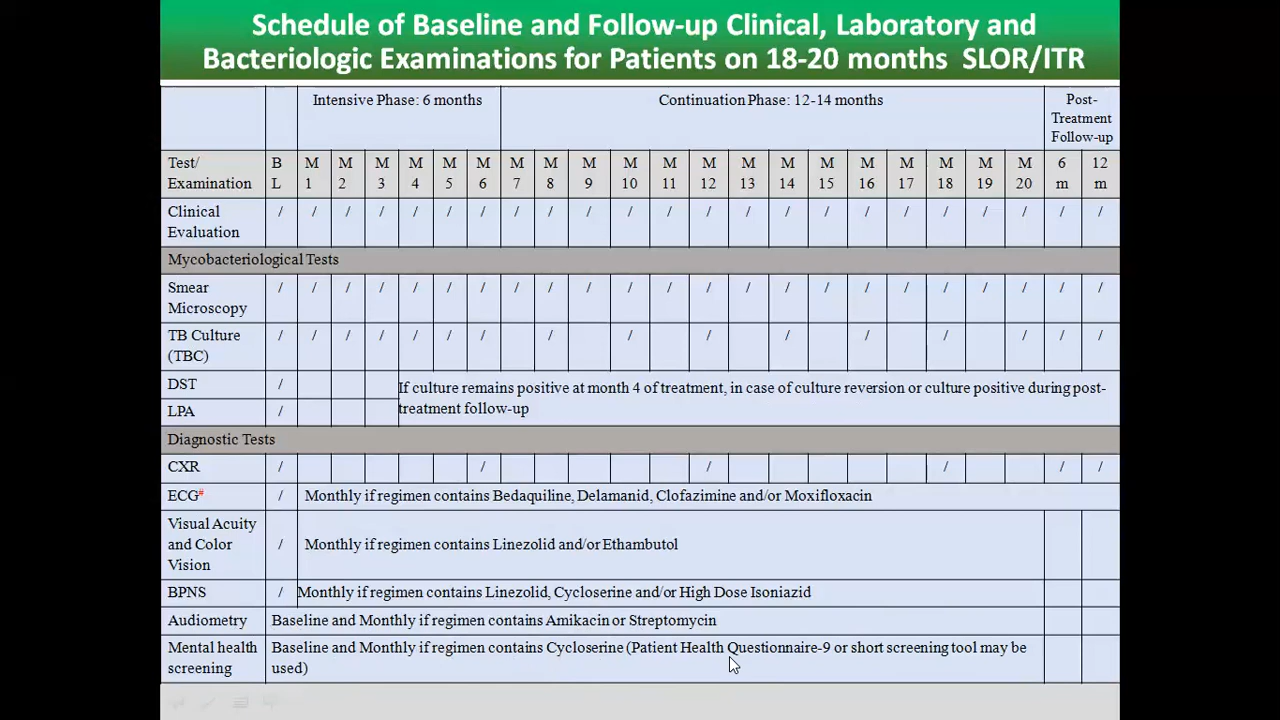 Schedule of Baseline and Follow-up Clinical, Laboratory and
Bacteriologic Examinations for Patients on 18-20 months SLOR/ITR
Intensive Phase: 6 months Continuation Phase: 12-14 months Post-
Treatment
Follow-up
Test/ B M M M M M M M M M M M M M M M M M M M M 6 12
Examination L 1 2 3 4 5 6 7 8 9 10 11 12 13 14 15 16 17 18 19 20 m m
Clinical / / / / / / / / / / / / / / / / / / / / / / /
Evaluation
Mycobacteriological Tests
Smear / / / / / / / / / / / / / / / / / / / / / / /
Microscopy
TB Culture / / / / / / / / / / / / / / / /
(TBC)
DST /
If culture remains positive at month 4 of treatment, in case of culture reversion or culture positive during post-
treatment follow-up
LPA /
Diagnostic Tests
CXR / / / / / /
ECG# / Monthly if regimen contains Bedaquiline, Delamanid, Clofazimine and/or Moxifloxacin
Visual Acuity
and Color / Monthly if regimen contains Linezolid and/or Ethambutol
Vision
BPNS / Monthly if regimen contains Linezolid, Cycloserine and/or High Dose Isoniazid
Audiometry Baseline and Monthly if regimen contains Amikacin or Streptomycin
Mental health Baseline and Monthly if regimen contains Cycloserine (Patient Health Questionnaire-9 or short screening tool may be
screening used)